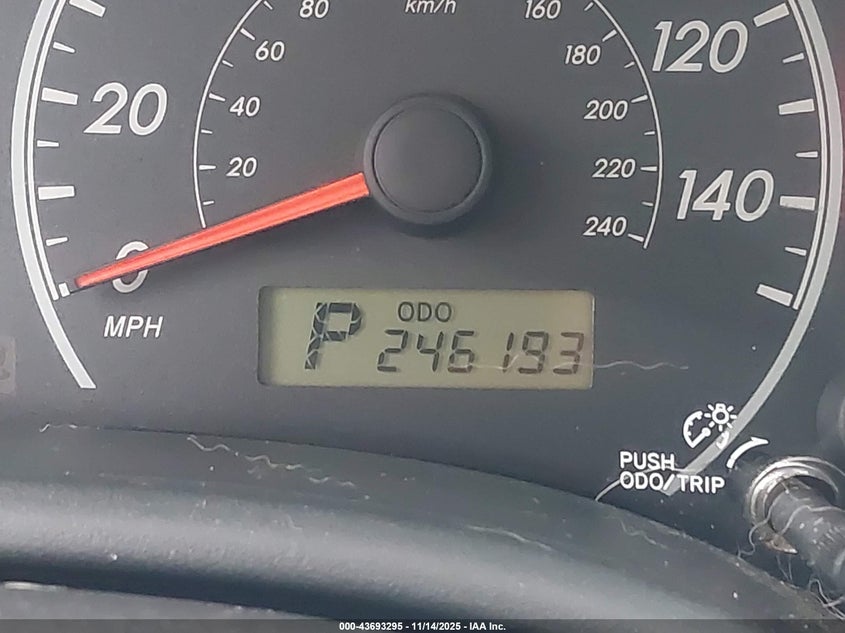 80 km/h 160
60 180 120
20 40 200
20 220 140
0 240
MPH
ODO
P 246193
PUSH
ODO/TRIP
000-43693295 - 11/14/2025 - IAA Inc.